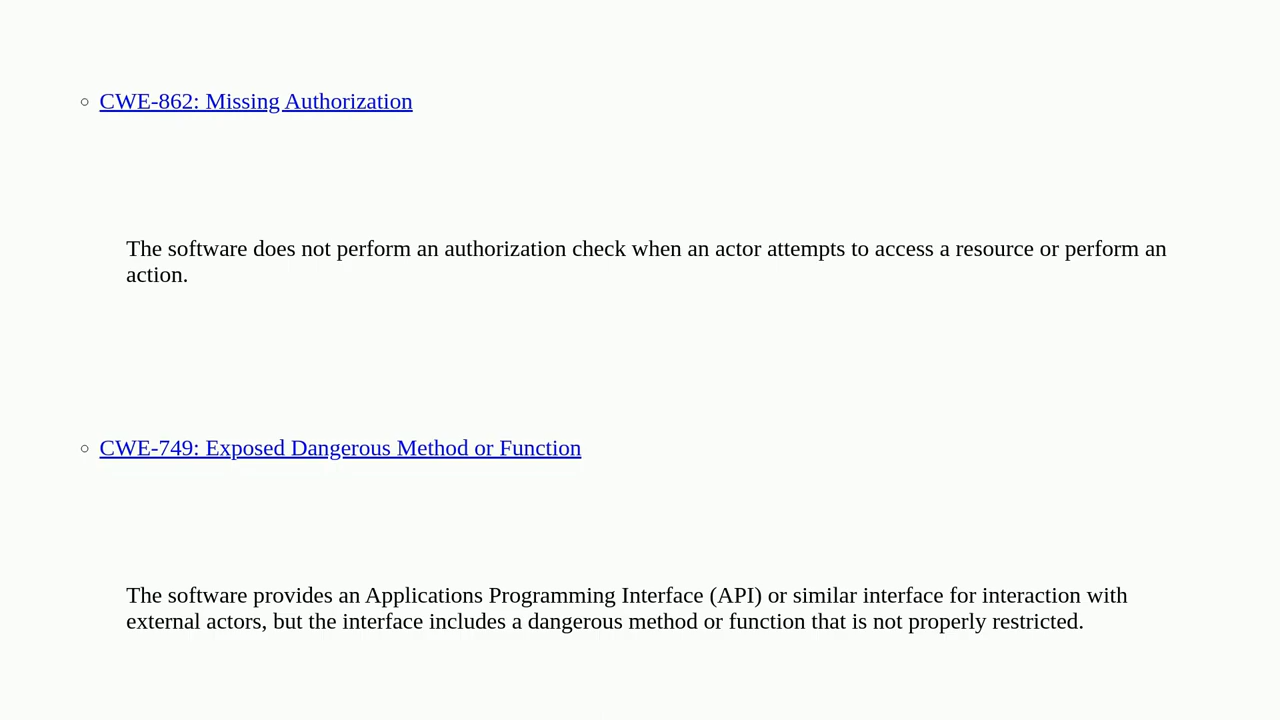 CWE-862: Missing Authorization
The software does not perform an authorization check when an actor attempts to access a resource or perform an
action.
CWE-749: Exposed Dangerous Method or Function
The software provides an Applications Programming Interface (API) or similar interface for interaction with
external actors, but the interface includes a dangerous method or function that is not properly restricted.